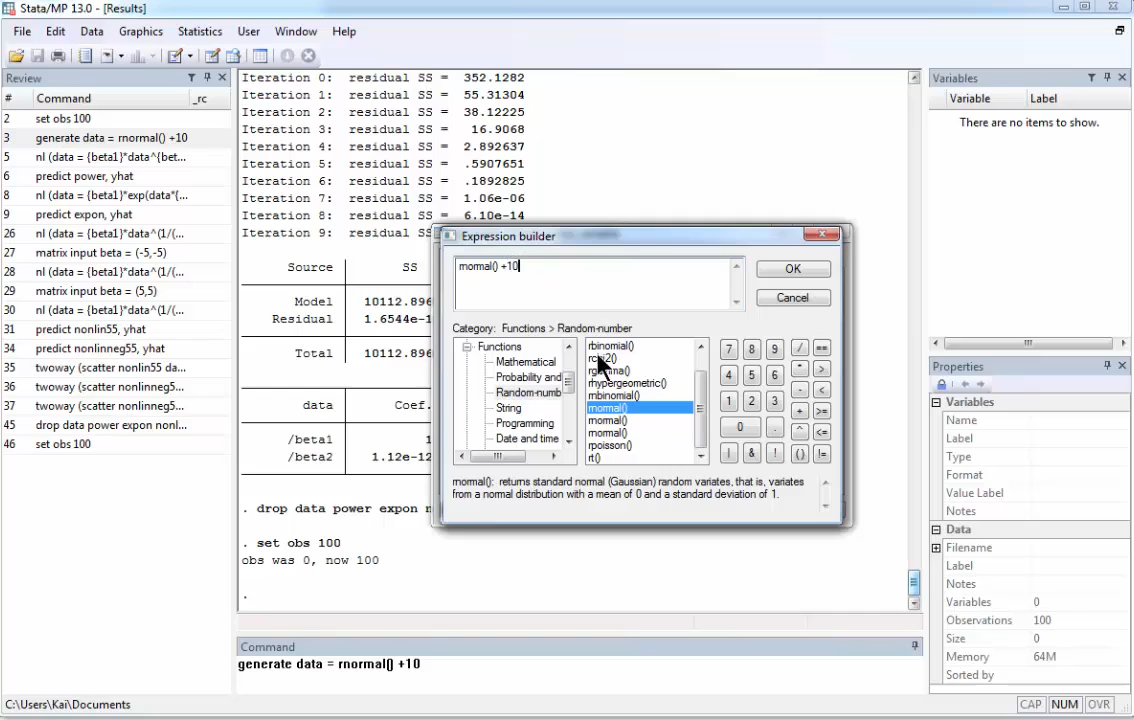 Stata/MP 13.0 - [Results]
File Edit Data Graphics Statistics User Window Help
Review
# Command _rc
2 set obs 100
3 generate data = rnormal() +10
5 nl (data = {beta1}*data^{bet...
6 predict power, yhat
8 nl (data = {beta1}*exp(data*{...
9 predict expon, yhat
26 nl (data = {beta1}*data^(1/(...
27 matrix input beta = (-5,-5)
28 nl (data = {beta1}*data^(1/(...
29 matrix input beta = (5,5)
30 nl (data = {beta1}*data^(1/(...
31 predict nonlin55, yhat
34 predict nonlinneg55, yhat
35 twoway (scatter nonlin55 da...
36 twoway (scatter nonlinneg5...
37 twoway (scatter nonlinneg5...
45 drop data power expon nonl...
46 set obs 100
Iteration 0: residual SS = 352.1282
Iteration 1: residual SS = 55.31304
Iteration 2: residual SS = 38.12225
Iteration 3: residual SS = 16.9068
Iteration 4: residual SS = 2.892637
Iteration 5: residual SS = .5907651
Iteration 6: residual SS = .1892825
Iteration 7: residual SS = 1.06e-06
Iteration 8: residual SS = 6.10e-14
Iteration 9: residual SS
Source SS
Model 10112.896
Residual 1.6544e-1
Total 10112.896
data Coef.
/beta1 1
/beta2 1.12e-12
. drop data power expon n
. set obs 100
obs was 0, now 100
.
Expression builder
rnormal() +10
OK
Cancel
Category: Functions > Random-number
Functions
Mathematical
Probability and
Random-numb
String
Programming
Date and time
rbinomial()
rchi2()
rhypergeometric()
rnbinomial()
rnormal()
rnormal()
rnormal()
rpoisson()
rt()
7 8 9 / ==
4 5 6 * >
1 2 3 - <
+ >=
0 . ^ <=
| & ! () !=
rnormal(): returns standard normal (Gaussian) random variates, that is, variates
from a normal distribution with a mean of 0 and a standard deviation of 1.
Command
generate data = rnormal() +10
Variables
Variable Label
There are no items to show.
Properties
Variables
Name
Label
Type
Format
Value Label
Notes
Data
Filename
Label
Notes
Variables 0
Observations 100
Size 0
Memory 64M
Sorted by
C:\Users\Kai\Documents
CAP NUM OVR